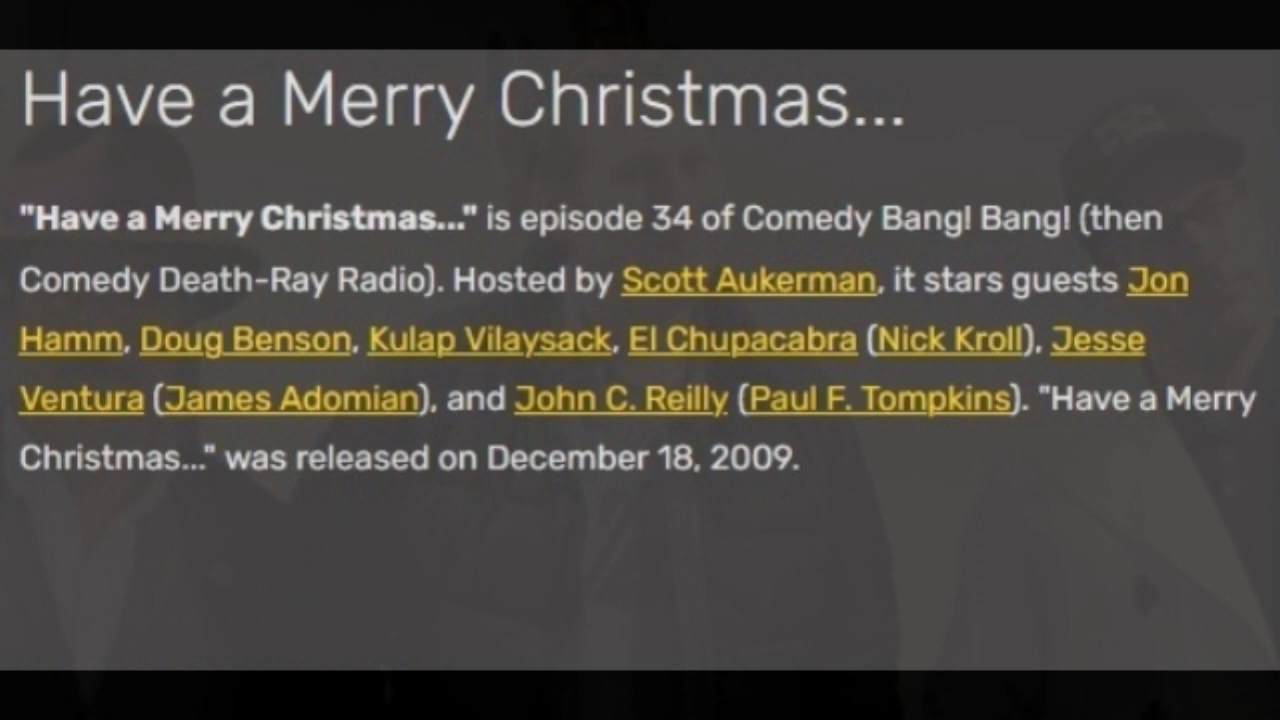 Have a Merry Christmas...
"Have a Merry Christmas..." is episode 34 of Comedy Bang! Bang! (then
Comedy Death-Ray Radio). Hosted by Scott Aukerman, it stars guests Jon
Hamm, Doug Benson, Kulap Vilaysack, El Chupacabra (Nick Kroll), Jesse
Ventura (James Adomian), and John C. Reilly (Paul F. Tompkins). "Have a Merry
Christmas..." was released on December 18, 2009.